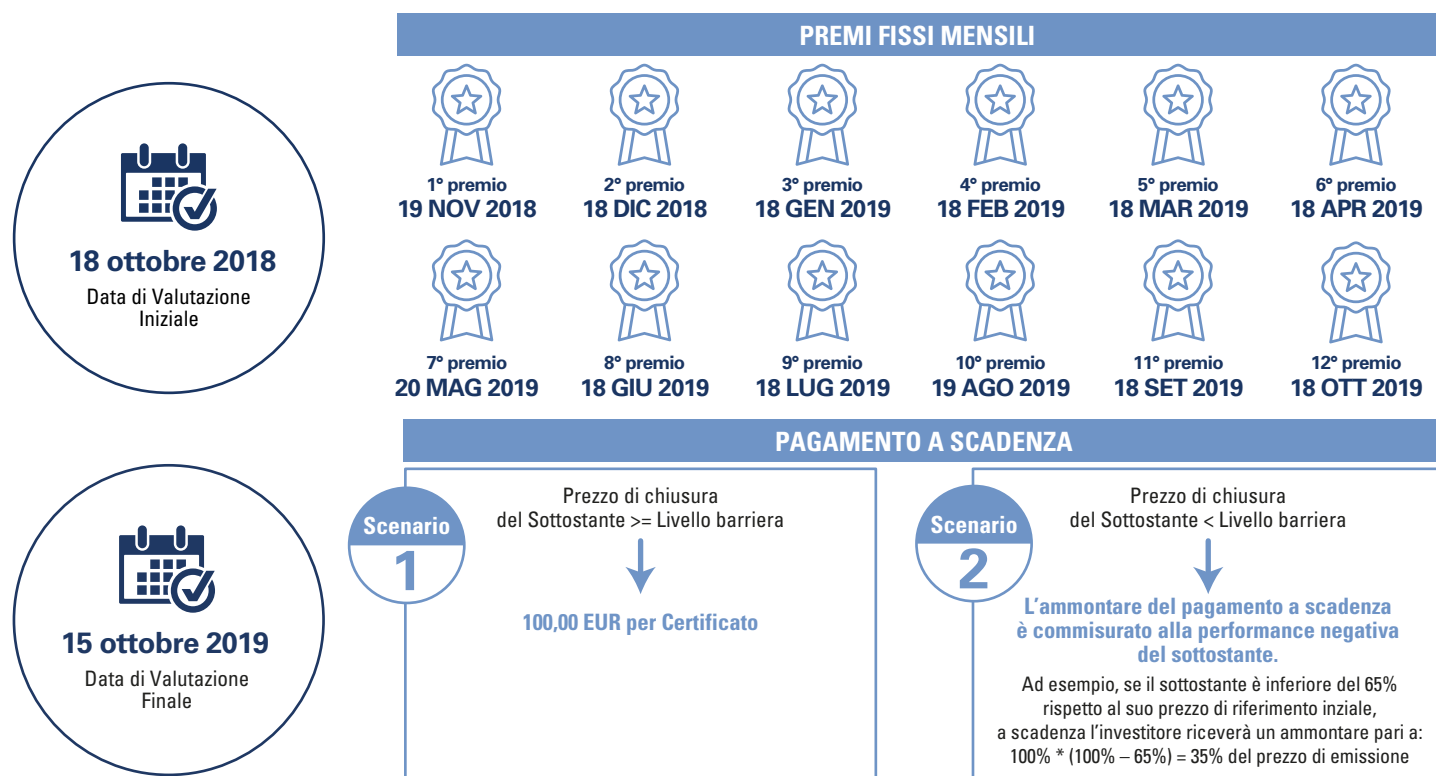 PREMI FISSI MENSILI
18 ottobre 2018
Data di Valutazione
Iniziale
1° premio
19 NOV 2018
2° premio
18 DIC 2018
3° premio
18 GEN 2019
4° premio
18 FEB 2019
5° premio
18 MAR 2019
6° premio
18 APR 2019
7° premio
20 MAG 2019
8° premio
18 GIU 2019
9° premio
18 LUG 2019
10° premio
19 AGO 2019
11° premio
18 SET 2019
12° premio
18 OTT 2019
PAGAMENTO A SCADENZA
15 ottobre 2019
Data di Valutazione
Finale
Scenario
1
Prezzo di chiusura
del Sottostante >= Livello barriera
100,00 EUR per Certificato
Scenario
2
Prezzo di chiusura
del Sottostante < Livello barriera
L'ammontare del pagamento a scadenza
è commisurato alla performance negativa
del sottostante.
Ad esempio, se il sottostante è inferiore del 65%
rispetto al suo prezzo di riferimento inziale,
a scadenza l'investitore riceverà un ammontare pari a:
100% * (100% – 65%) = 35% del prezzo di emissione